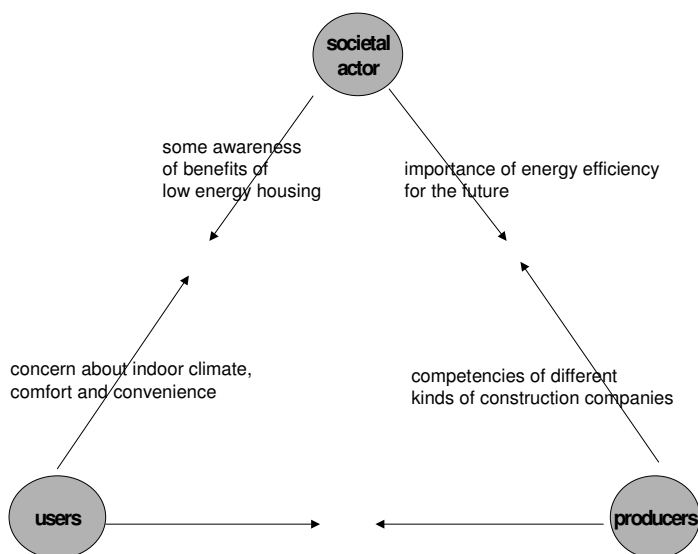 societal
actor
some awareness
of benefits of
low energy housing
importance of energy efficiency
for the future
concern about indoor climate,
comfort and convenience
competencies of different
kinds of construction companies
users
producers